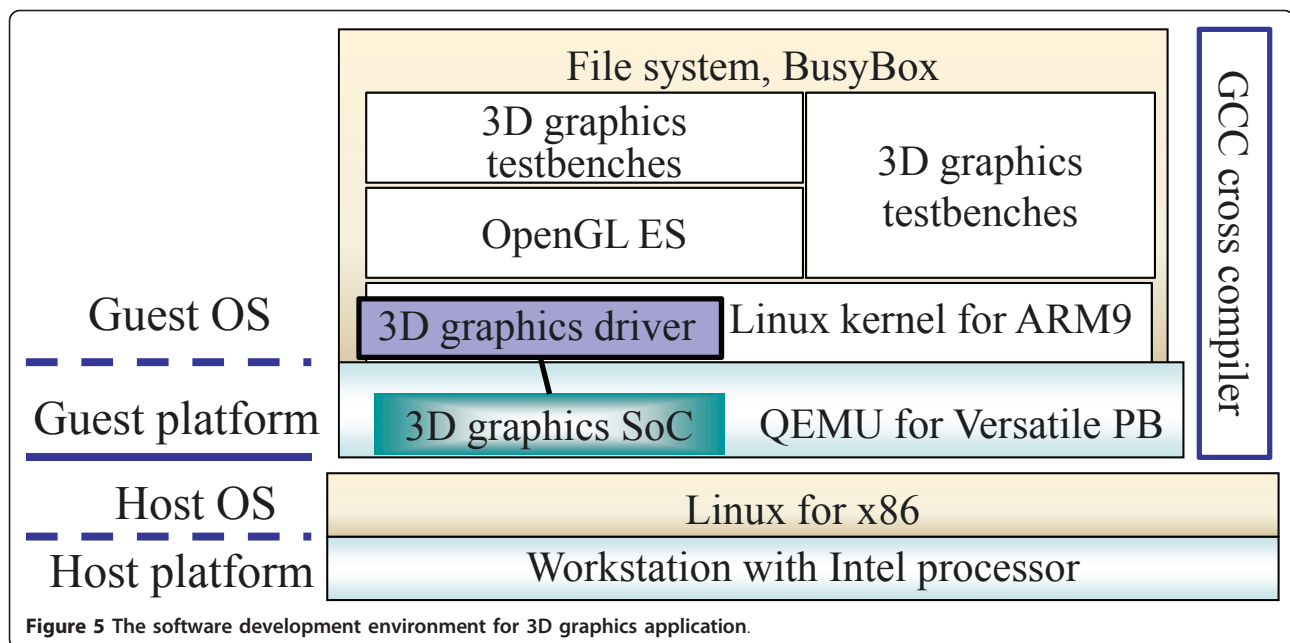 File system, BusyBox
3D graphics
testbenches
3D graphics
testbenches
OpenGL ES
GCC cross compiler
Guest OS
3D graphics driver
Linux kernel for ARM9
Guest platform
3D graphics SoC
QEMU for Versatile PB
Host OS
Linux for x86
Host platform
Workstation with Intel processor
Figure 5 The software development environment for 3D graphics application.